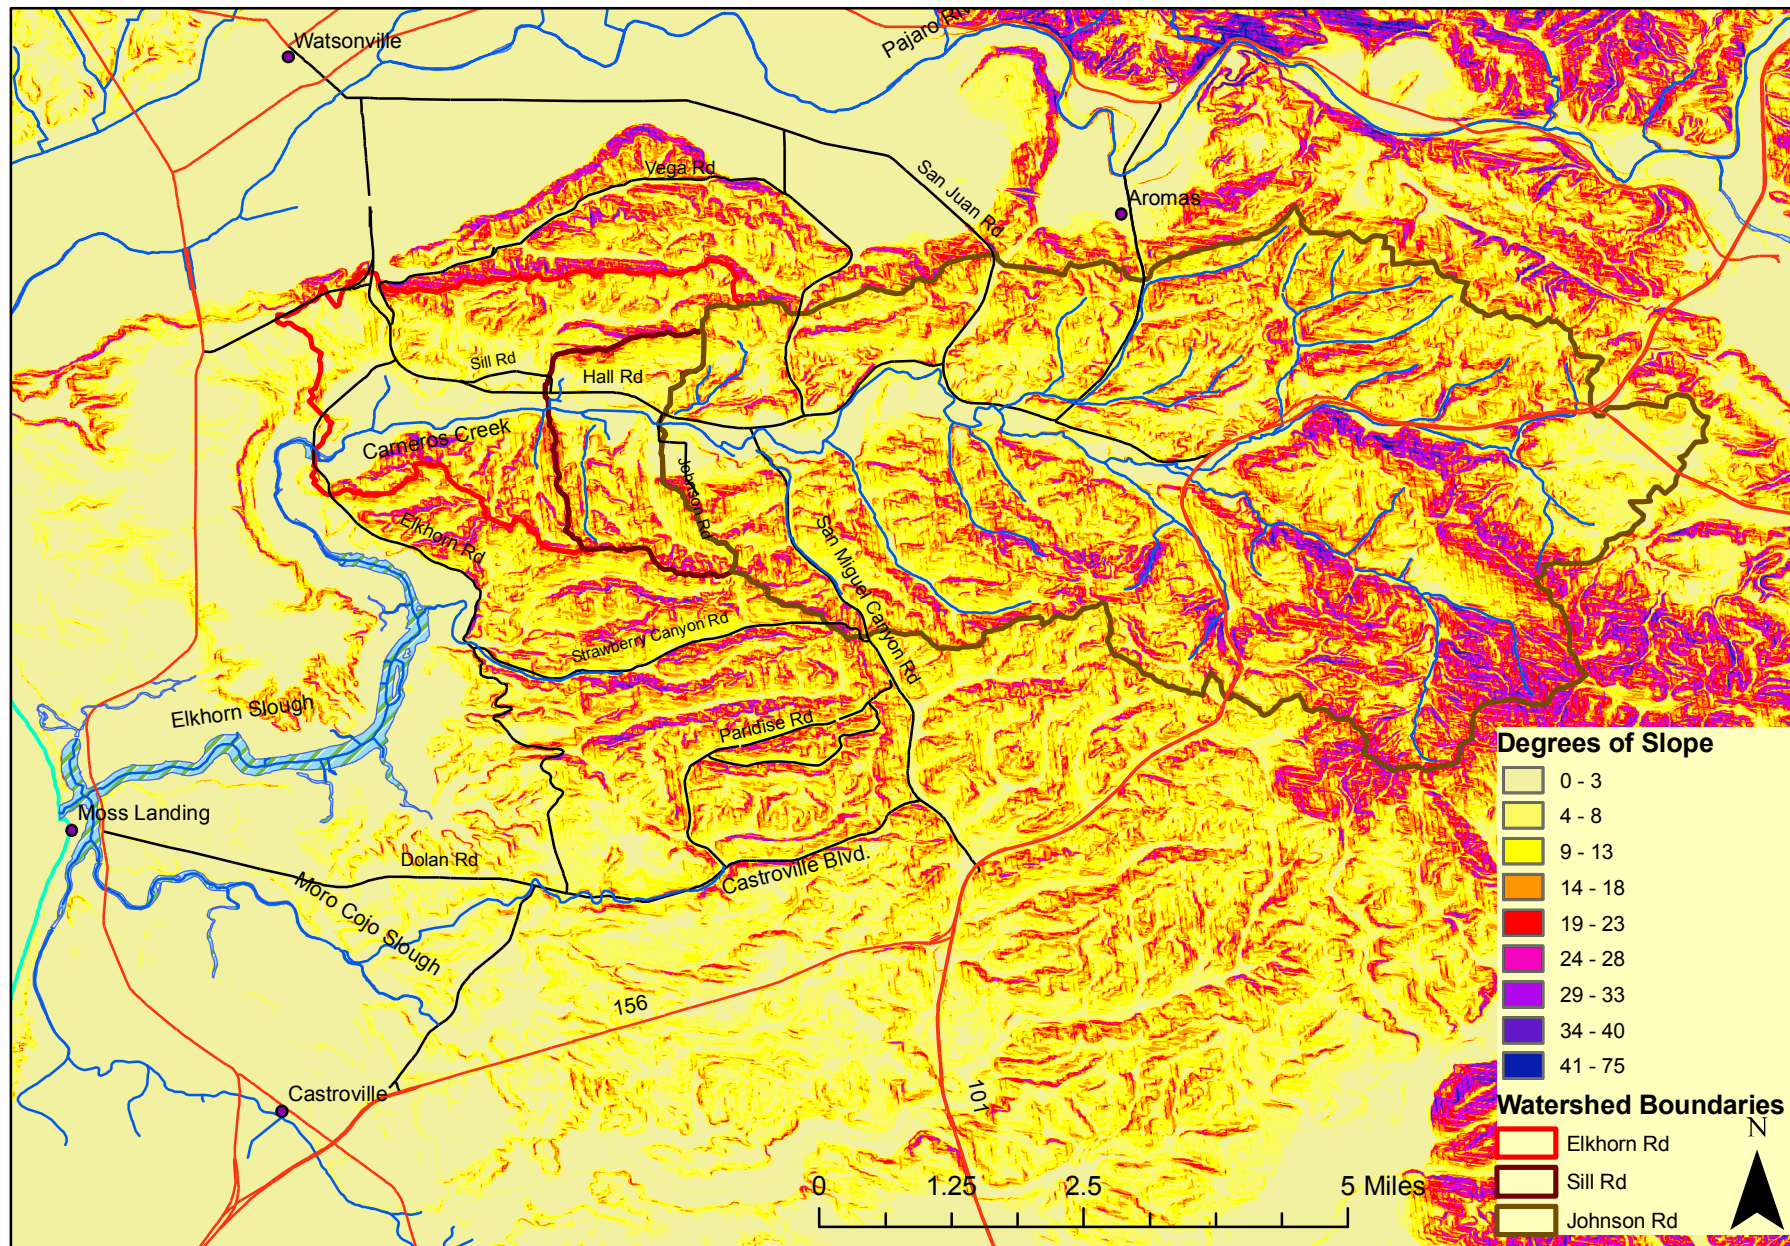 Watsonville
Pajaro Riv
Vega Rd
San Juan Rd
Aromas
Sill Rd
Hall Rd
Carneros Creek
Johnson Rd
Elkhorn Rd
San Miguel Canyon Rd
Strawberry Canyon Rd
Elkhorn Slough
Paridise Rd
Moss Landing
Dolan Rd
Castroville Blvd.
Moro Cojo Slough
156
101
Castroville
Degrees of Slope
0 - 3
4 - 8
9 - 13
14 - 18
19 - 23
24 - 28
29 - 33
34 - 40
41 - 75
Watershed Boundaries
N
Elkhorn Rd
Sill Rd
Johnson Rd
0 1.25 2.5 5 Miles